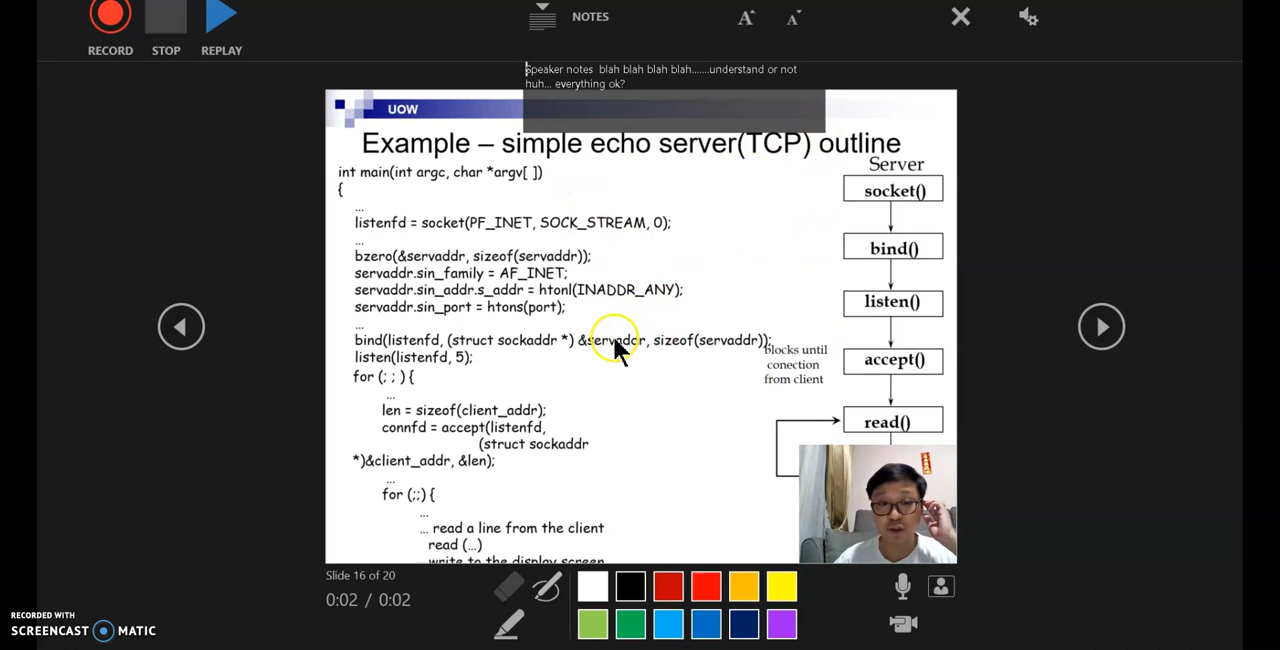 RECORD STOP REPLAY
NOTES
A A
Speaker notes blah blah blah blah.......understand or not
huh... everything ok?
UOW
Example – simple echo server(TCP) outline
int main(int argc, char *argv[ ])
{
...
listenfd = socket(PF_INET, SOCK_STREAM, 0);
...
bzero(&servaddr, sizeof(servaddr));
servaddr.sin_family = AF_INET;
servaddr.sin_addr.s_addr = htonl(INADDR_ANY);
servaddr.sin_port = htons(port);
...
bind(listenfd, (struct sockaddr *) &servaddr, sizeof(servaddr));
listen(listenfd, 5);
for (; ; ) {
...
len = sizeof(client_addr);
connfd = accept(listenfd,
(struct sockaddr
*)&client_addr, &len);
...
for (;;) {
...
... read a line from the client
read (...)
write to the display screen
Server
socket()
bind()
listen()
blocks until
conection
from client
accept()
read()
Slide 16 of 20
0:02 / 0:02
RECORDED WITH
SCREENCAST MATIC